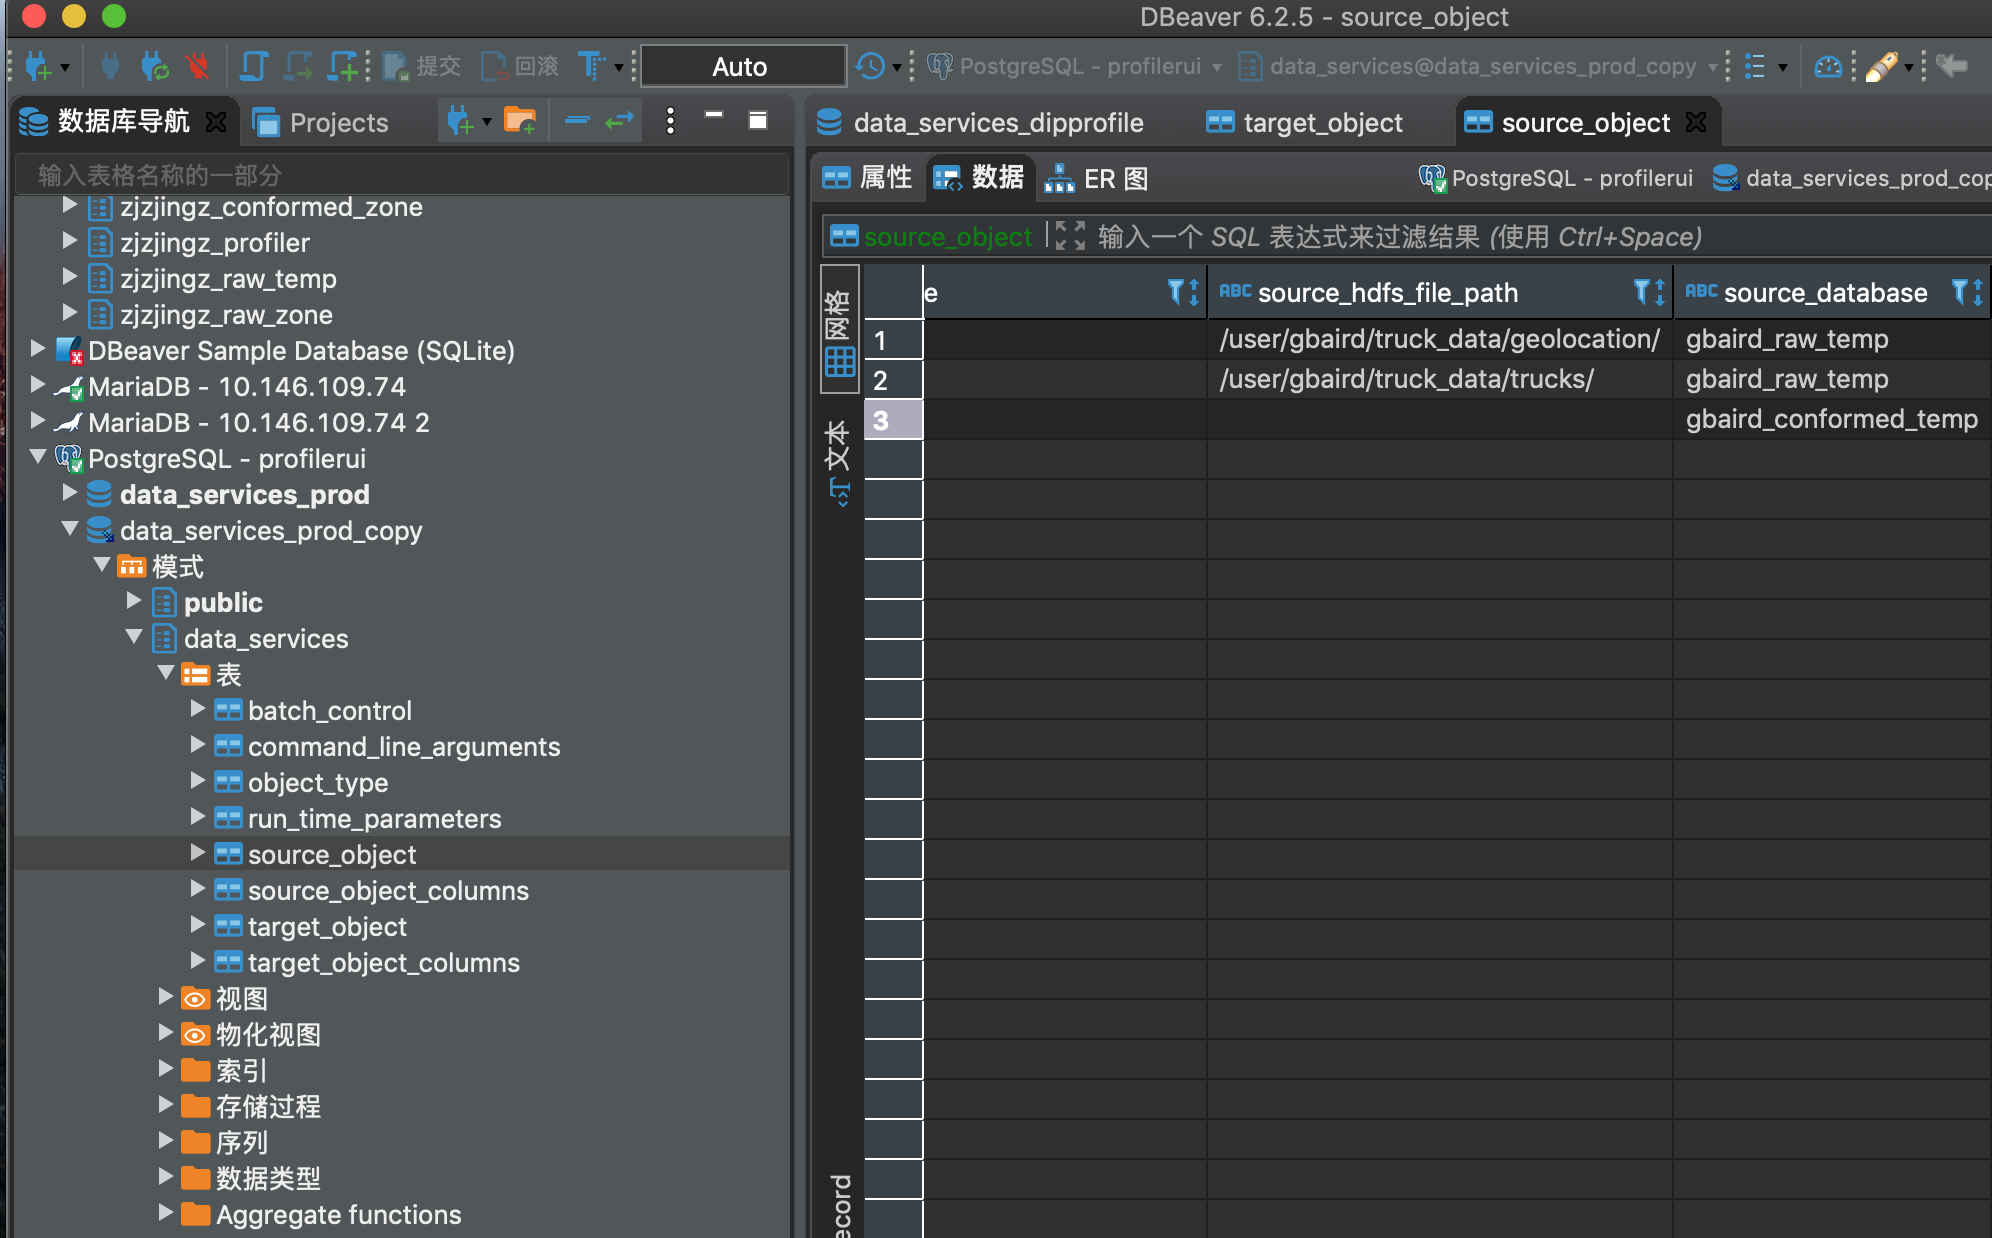 DBeaver 6.2.5 - source_object
提交
回滚
Auto
PostgreSQL - profilerui
data_services@data_services_prod_copy
数据库导航
Projects
输入表格名称的一部分
zjzjingz_conformed_zone
zjzjingz_profiler
zjzjingz_raw_temp
zjzjingz_raw_zone
DBeaver Sample Database (SQLite)
MariaDB - 10.146.109.74
MariaDB - 10.146.109.74 2
PostgreSQL - profilerui
data_services_prod
data_services_prod_copy
模式
public
data_services
表
batch_control
command_line_arguments
object_type
run_time_parameters
source_object
source_object_columns
target_object
target_object_columns
视图
物化视图
索引
存储过程
序列
数据类型
Aggregate functions
data_services_dipprofile
target_object
source_object
属性
数据
ER 图
PostgreSQL - profilerui
data_services_prod_cop
source_object
输入一个 SQL 表达式来过滤结果 (使用 Ctrl+Space)
网格
文本
ecord
e
ABC source_hdfs_file_path
ABC source_database
1 /user/gbaird/truck_data/geolocation/ gbaird_raw_temp
2 /user/gbaird/truck_data/trucks/ gbaird_raw_temp
3 gbaird_conformed_temp